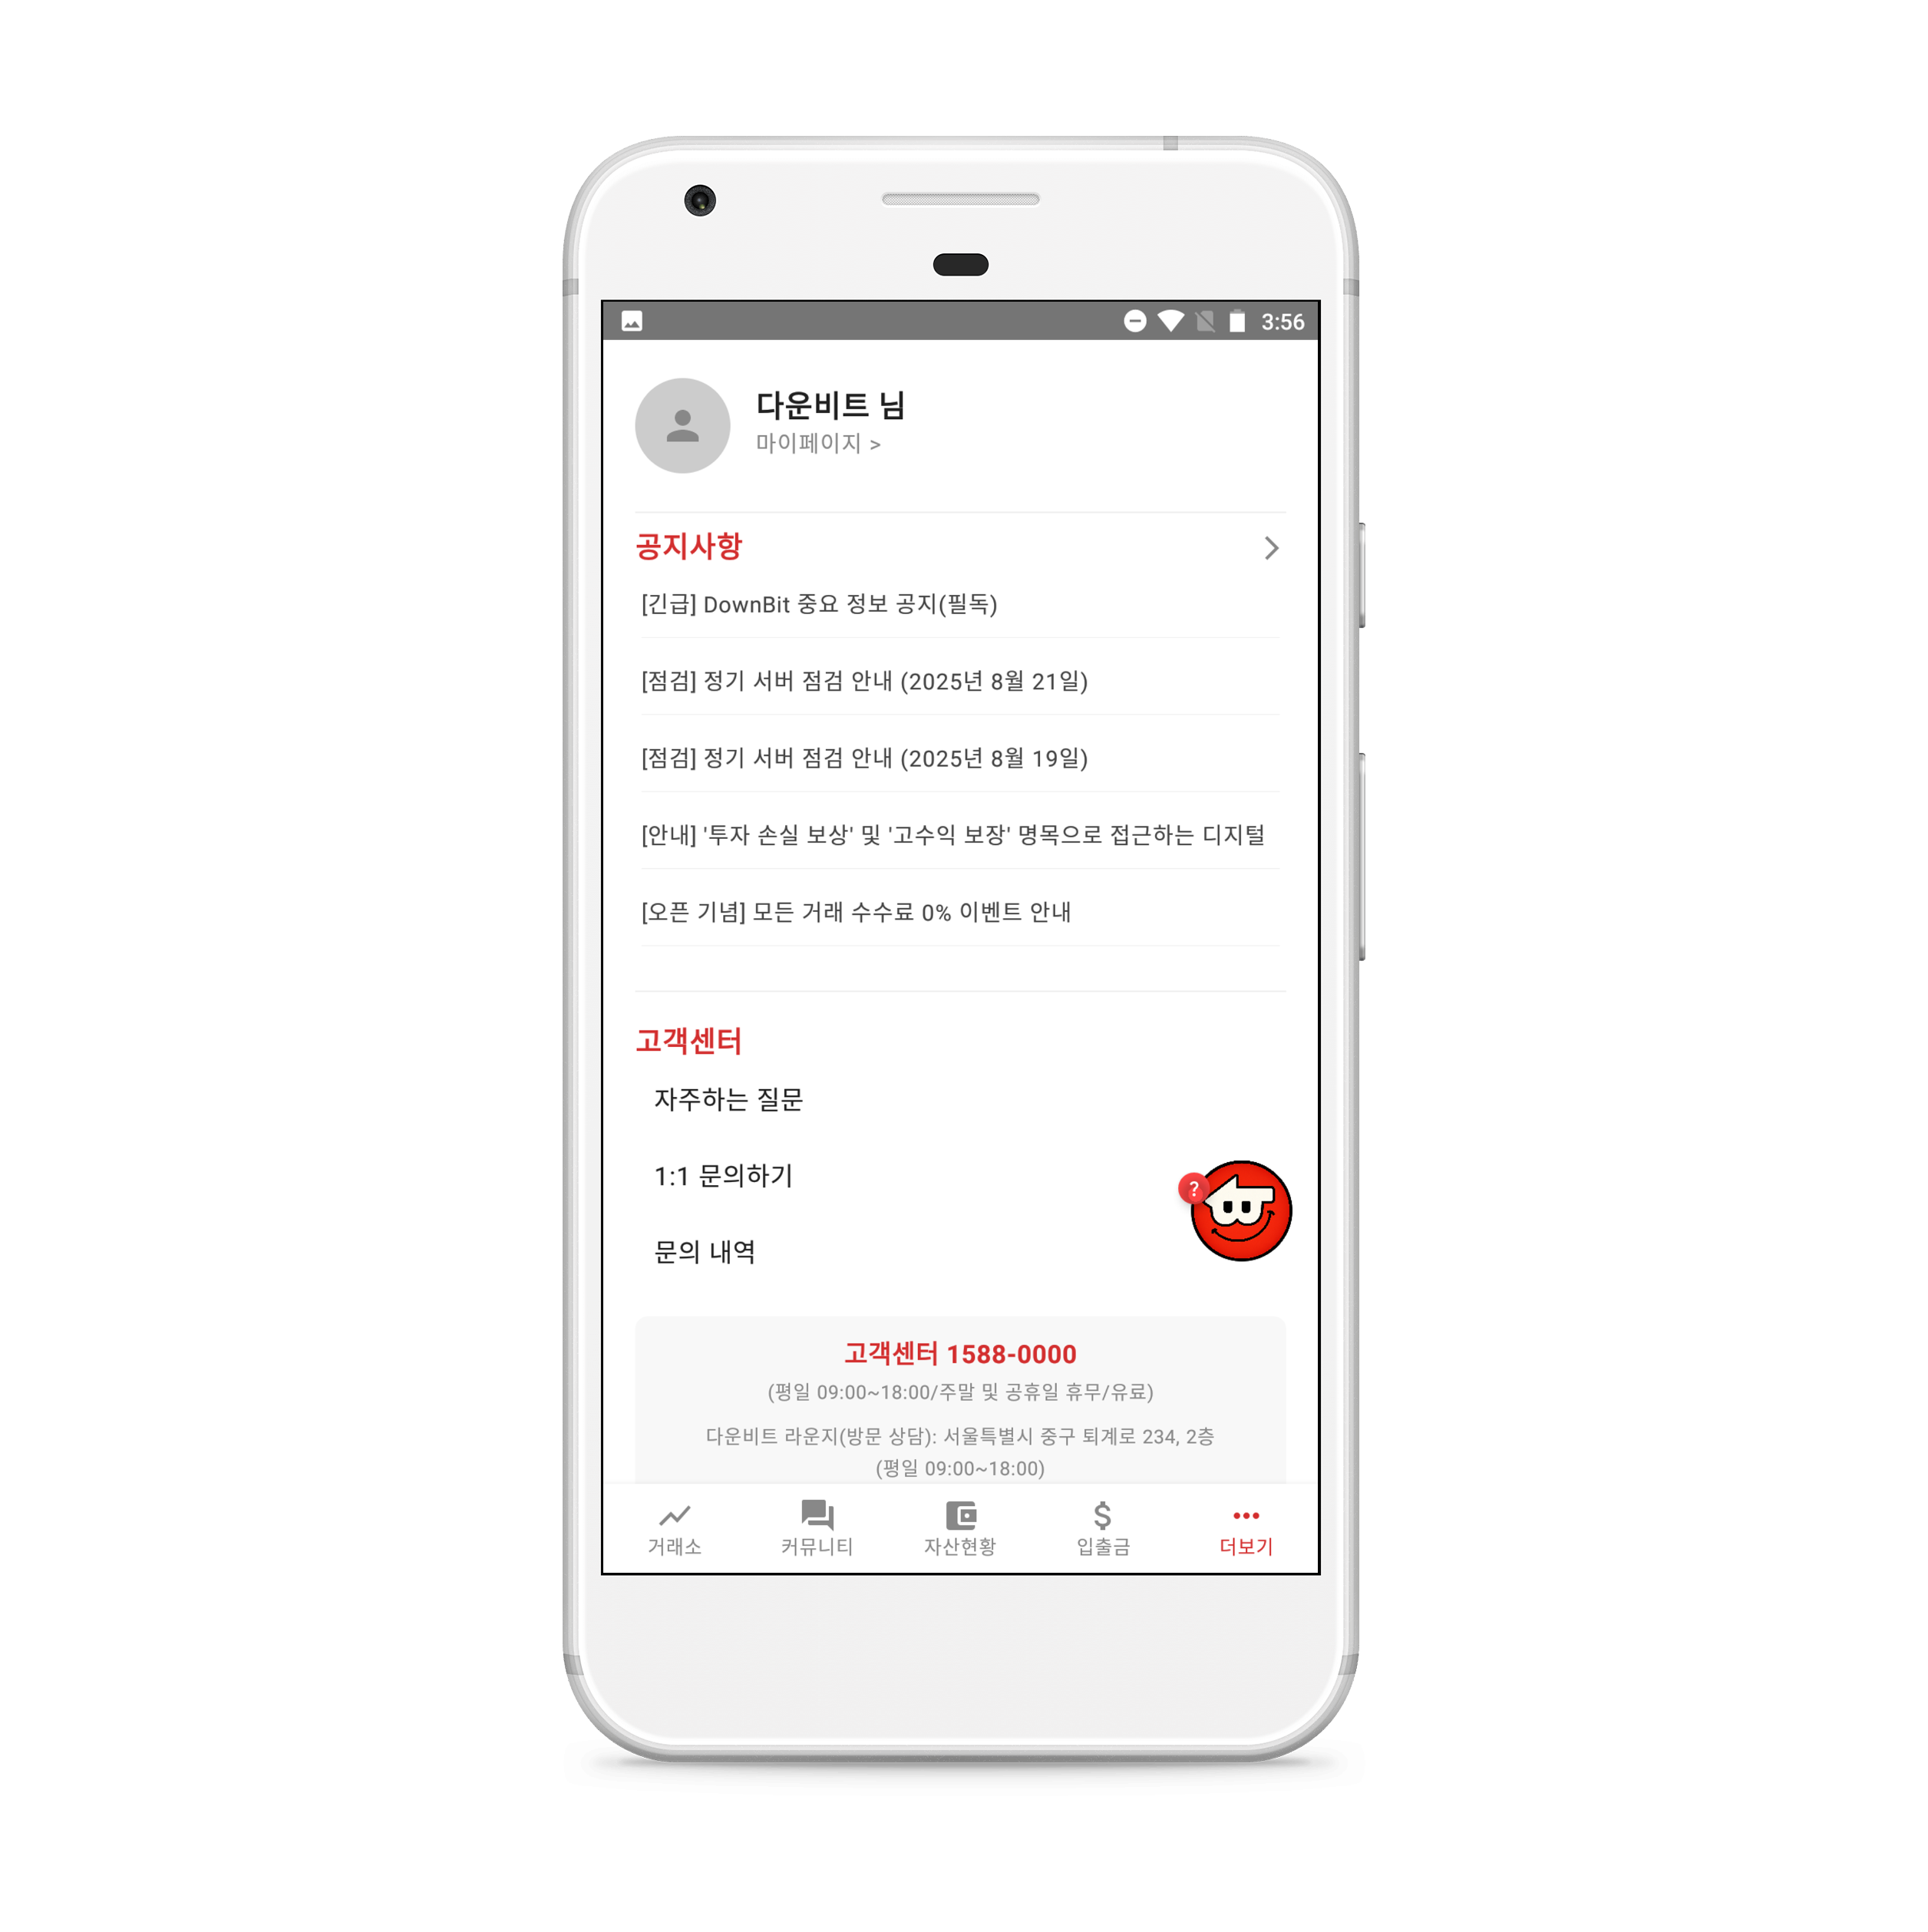 3:56
다운비트 님
마이페이지 >
공지사항
[긴급] DownBit 중요 정보 공지(필독)
[점검] 정기 서버 점검 안내 (2025년 8월 21일)
[점검] 정기 서버 점검 안내 (2025년 8월 19일)
[안내] '투자 손실 보상' 및 '고수익 보장' 명목으로 접근하는 디지털
[오픈 기념] 모든 거래 수수료 0% 이벤트 안내
고객센터
자주하는 질문
1:1 문의하기
?
문의 내역
고객센터 1588-0000
(평일 09:00~18:00/주말 및 공휴일 휴무/유료)
다운비트 라운지(방문 상담): 서울특별시 중구 퇴계로 234, 2층
(평일 09:00~18:00)
거래소 커뮤니티 자산현황 입출금 더보기